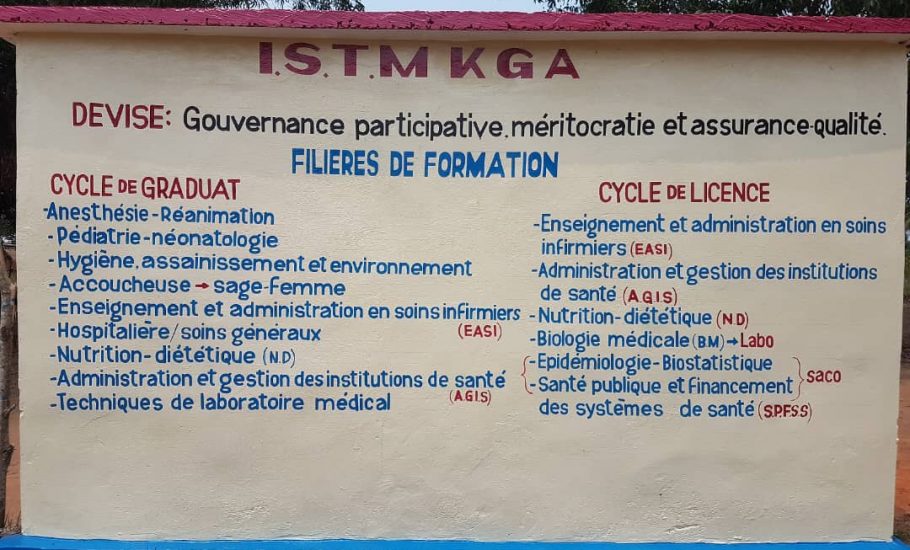 I.S.T.M KGA
DEVISE: Gouvernance participative, méritocratie et assurance-qualité.
FILIERES DE FORMATION
CYCLE DE GRADUAT
-Anesthésie-Réanimation
-Pédiatrie-néonatologie
-Hygiène, assainissement et environnement
-Accoucheuse → sage-femme
-Enseignement et administration en soins infirmiers
(EASI)
-Hospitalière/soins généraux
-Nutrition-diététique (N.D)
-Administration et gestion des institutions de santé
(A.G.I.S)
-Techniques de laboratoire médical
CYCLE DE LICENCE
-Enseignement et administration en soins
infirmiers (EASI)
-Administration et gestion des institutions
de santé (A.G.I.S)
-Nutrition-diététique (N.D)
-Biologie médicale (B.M) → Labo
-Epidémiologie-Biostatistique
-Santé publique et financement
des systèmes de santé (S.P.F.S.S)
saco